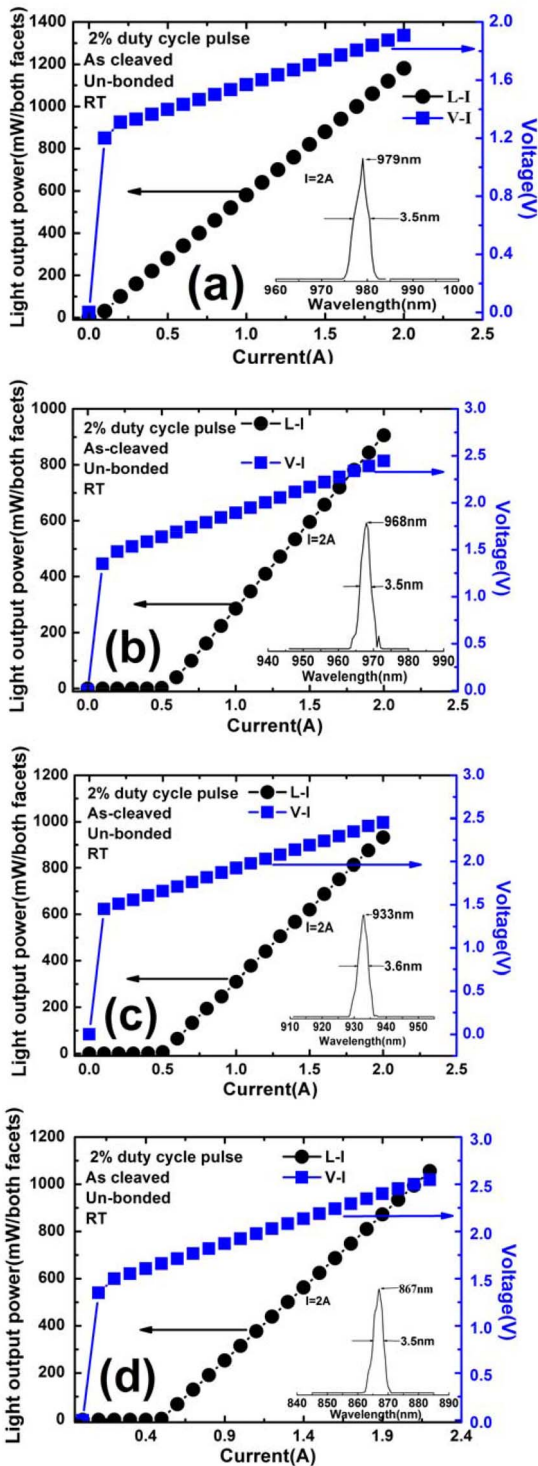 2% duty cycle pulse
As cleaved
Un-bonded
RT
L-I
V-I
I=2A
979nm
3.5nm
960 970 980 990 1000
Wavelength(nm)
(a)
Light output power(mW/both facets)
1400
1200
1000
800
600
400
200
0
2.0
1.6
1.2
0.8
0.4
0.0
Voltage(V)
0.0 0.5 1.0 1.5 2.0 2.5
Current(A)
2% duty cycle pulse
As-cleaved
Un-bonded
RT
L-I
V-I
I=2A
968nm
3.5nm
940 950 960 970 980 990
Wavelength(nm)
(b)
Light output power(mW/both facets)
1000
800
600
400
200
0
3.0
2.5
2.0
1.5
1.0
0.5
0.0
Voltage(V)
0.0 0.5 1.0 1.5 2.0 2.5
Current(A)
2% duty cycle pulse
As-cleaved
Un-bonded
RT
L-I
V-I
I=2A
933nm
3.6nm
910 920 930 940 950
Wavelength(nm)
(c)
Light output power(mW/both facets)
1200
1000
800
600
400
200
0
3.0
2.5
2.0
1.5
1.0
0.5
0.0
Voltage(V)
0.0 0.5 1.0 1.5 2.0 2.5
Current(A)
2% duty cycle pulse
As cleaved
Un-bonded
RT
L-I
V-I
I=2A
867nm
3.5nm
840 850 860 870 880 890
Wavelength(nm)
(d)
Light output power(mW/both facets)
1200
1000
800
600
400
200
0
3.0
2.5
2.0
1.5
1.0
0.5
0.0
Voltage(V)
0.4 0.9 1.4 1.9 2.4
Current(A)